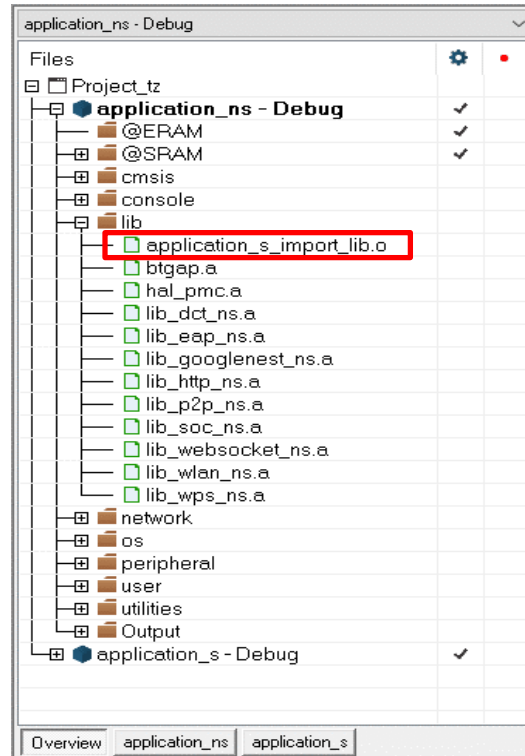 application_ns - Debug
Files
Project_tz
application_ns - Debug
@ERAM
@SRAM
cmsis
console
lib
application_s_import_lib.o
btgap.a
hal_pmc.a
lib_dct_ns.a
lib_eap_ns.a
lib_googlenest_ns.a
lib_http_ns.a
lib_p2p_ns.a
lib_soc_ns.a
lib_websocket_ns.a
lib_wlan_ns.a
lib_wps_ns.a
network
os
peripheral
user
utilities
Output
application_s - Debug
Overview application_ns application_s